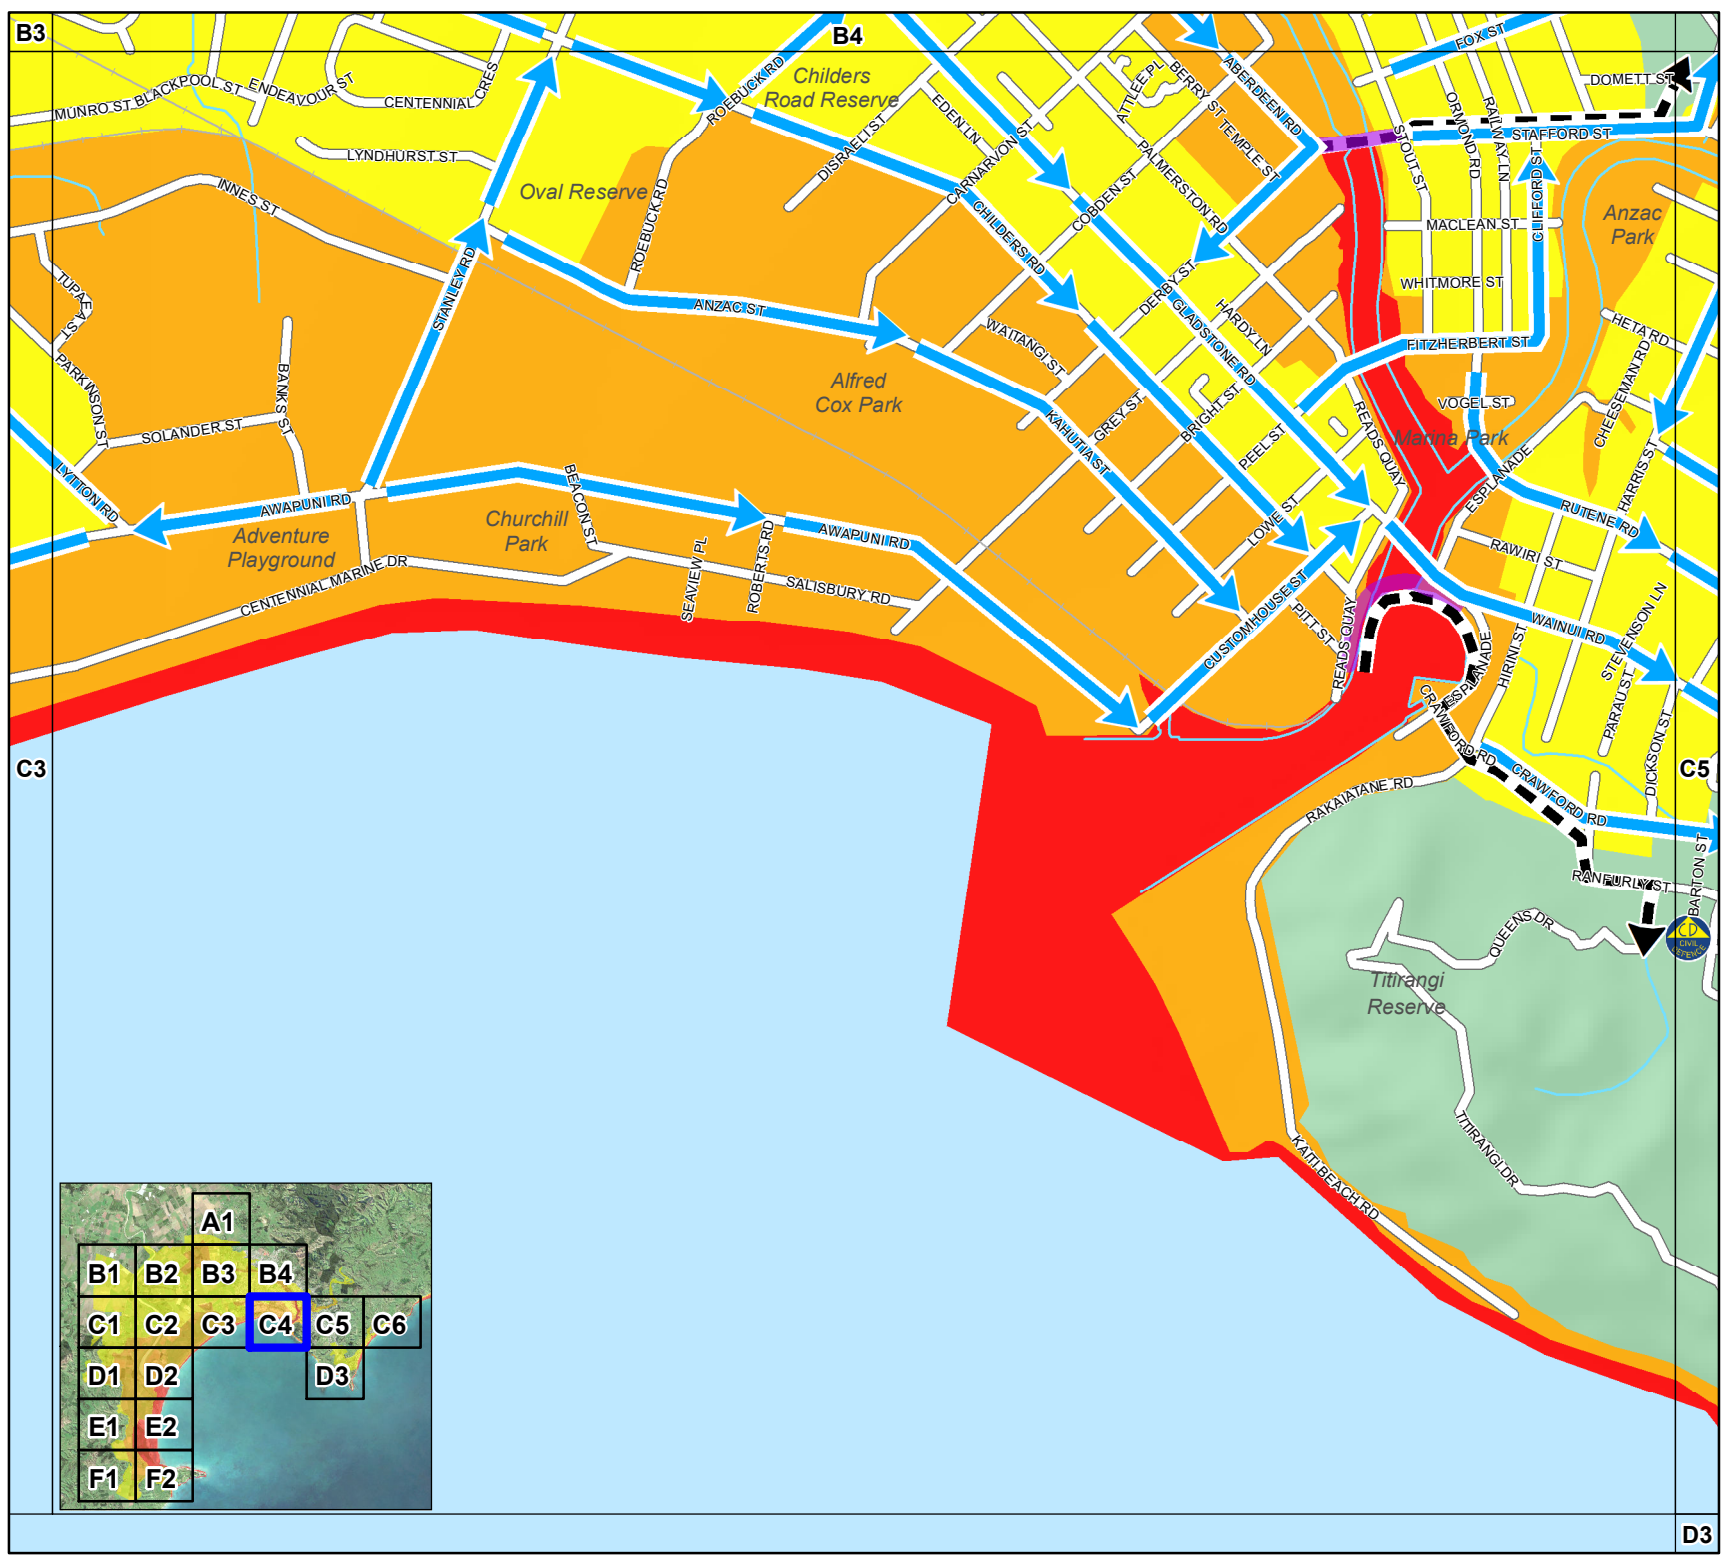 B3
B4
FOX ST
DOMETT ST
MUNRO ST
BLACKPOOL ST
ENDEAVOUR ST
CENTENNIAL CRES
ROEBUCK RD
Childers
Road Reserve
EDEN LN
ATTLEE PL
BERRY ST
ABERDEEN RD
TEMPLE ST
STOUT ST
ORMOND RD
RAILWAY LN
STAFFORD ST
CLIFFORD ST
LYNDHURST ST
DISRAELI ST
CARNARVON ST
COBDEN ST
PALMERSTON RD
INNES ST
Oval Reserve
ROEBUCK RD
CHILDERS RD
MACLEAN ST
Anzac
Park
TUPAEA ST
STANLEY RD
ANZAC ST
DERBY ST
GLADSTONE RD
HARDY LN
WHITMORE ST
HETA RD
WAITANGI ST
FITZHERBERT ST
PARKWINSON ST
BANK ST
Alfred
Cox Park
GREY ST
BRIGHT ST
PEEL ST
READS QUAY
VOGEL ST
CHEESEMAN RD
Marina Park
SOLANDER ST
KAHUTIA ST
ESPLANADE
HARRIS ST
LYTTON RD
AWAPUNI RD
BEACON ST
Adventure
Playground
Churchill
Park
AWAPUNI RD
LOWE ST
RUTENE RD
RAWIRI ST
CENTENNIAL MARINE DR
SEAVIEW PL
ROBERTS RD
SALISBURY RD
CUSTOMHOUSE ST
PITT ST
READS QUAY
WAINUI RD
STEVENSON LN
ESPLANADE
HIRINI ST
CRAWFORD RD
PARAU ST
DICKSON ST
C3
C5
CRAWFORD RD
RAKAIATANE RD
RANFURLY ST
BARTON ST
QUEENS DR
CD
CIVIL
DEFENCE
Titirangi
Reserve
TITIRANGI DR
KAITI BEACH RD
A1
B1
B2
B3
B4
C1
C2
C3
C4
C5
C6
D1
D2
D3
E1
E2
F1
F2
D3